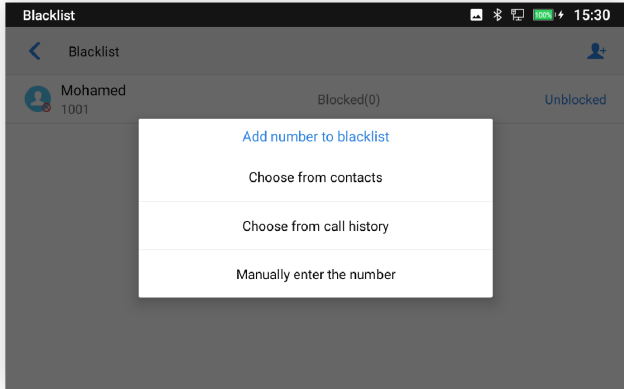 Blacklist 100% 15:30
Blacklist
Mohamed
1001 Blocked(0) Unblocked
Add number to blacklist
Choose from contacts
Choose from call history
Manually enter the number